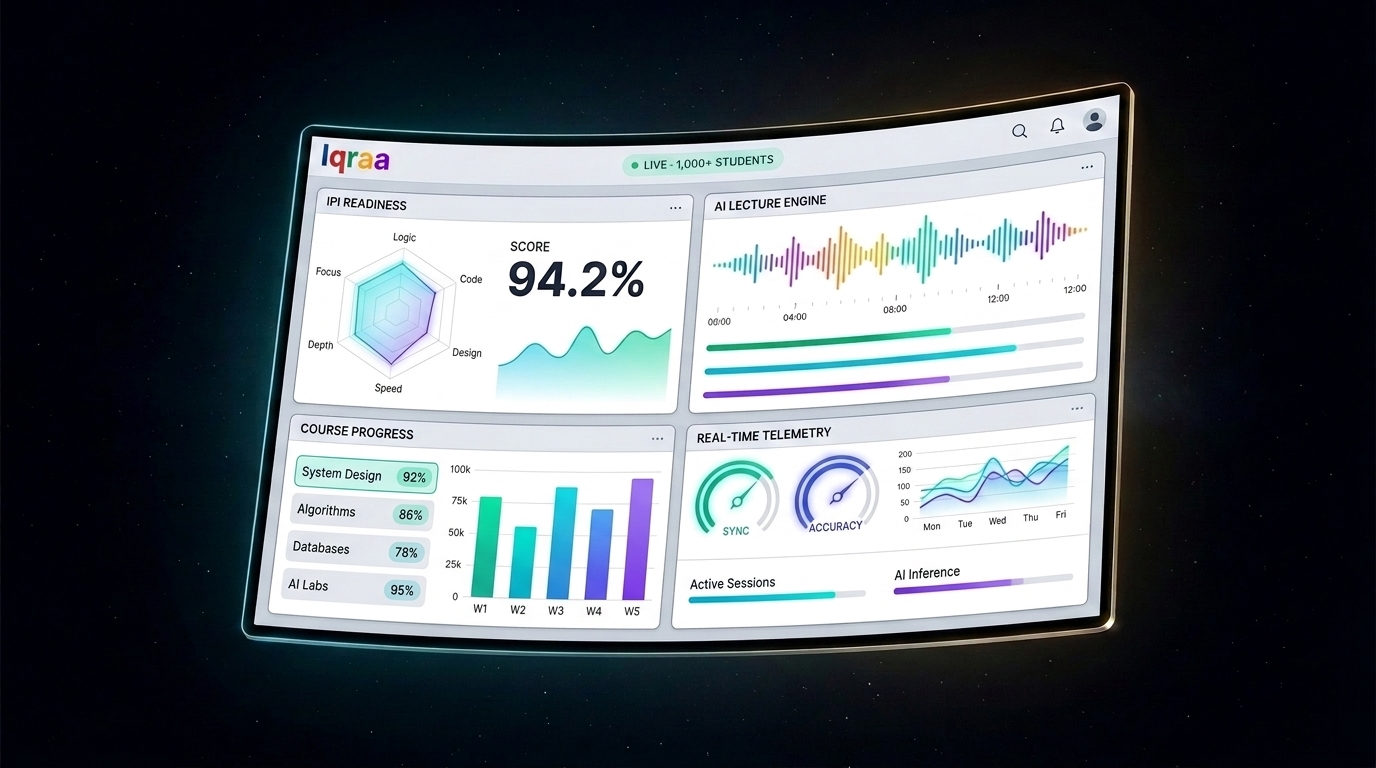 Iqraa
LIVE - 1,000+ STUDENTS
IPI READINESS
Logic
Focus
Code
Depth
Design
Speed
SCORE
94.2%
AI LECTURE ENGINE
04:00
08:00
12:09
12:00
COURSE PROGRESS
System Design 92%
Algorithms 86%
Databases 78%
AI Labs 95%
100k
75k
50k
25k
0
W1 W2 W3 W4 W5
REAL-TIME TELEMETRY
SYNC
ACCURACY
200
150
100
50
0
Mon Tue Wed Thu Fri
Active Sessions
AI Inference